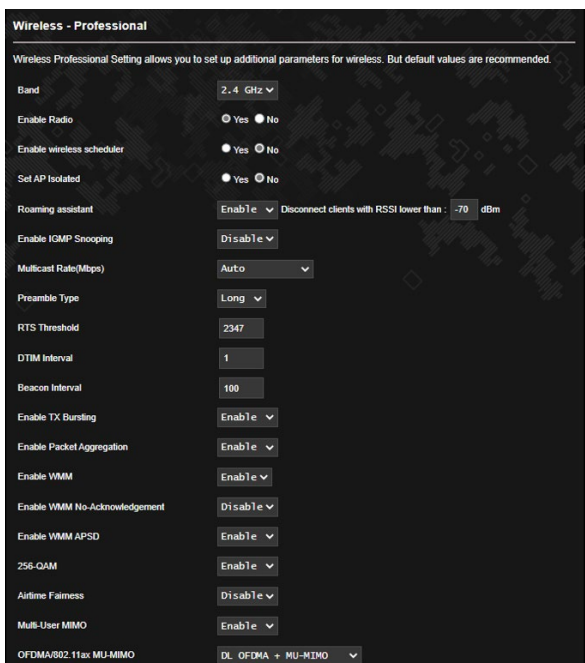 Wireless - Professional
Wireless Professional Setting allows you to set up additional parameters for wireless. But default values are recommended.
Band 2.4 GHz
Enable Radio Yes No
Enable wireless scheduler Yes No
Set AP Isolated Yes No
Roaming assistant Enable Disconnect clients with RSSI lower than : -70 dBm
Enable IGMP Snooping Disable
Multicast Rate(Mbps) Auto
Preamble Type Long
RTS Threshold 2347
DTIM Interval 1
Beacon Interval 100
Enable TX Bursting Enable
Enable Packet Aggregation Enable
Enable WMM Enable
Enable WMM No-Acknowledgement Disable
Enable WMM APSD Enable
256-QAM Enable
Airtime Fairness Disable
Multi-User MIMO Enable
OFDMA/802.11ax MU-MIMO DL OFDMA + MU-MIMO